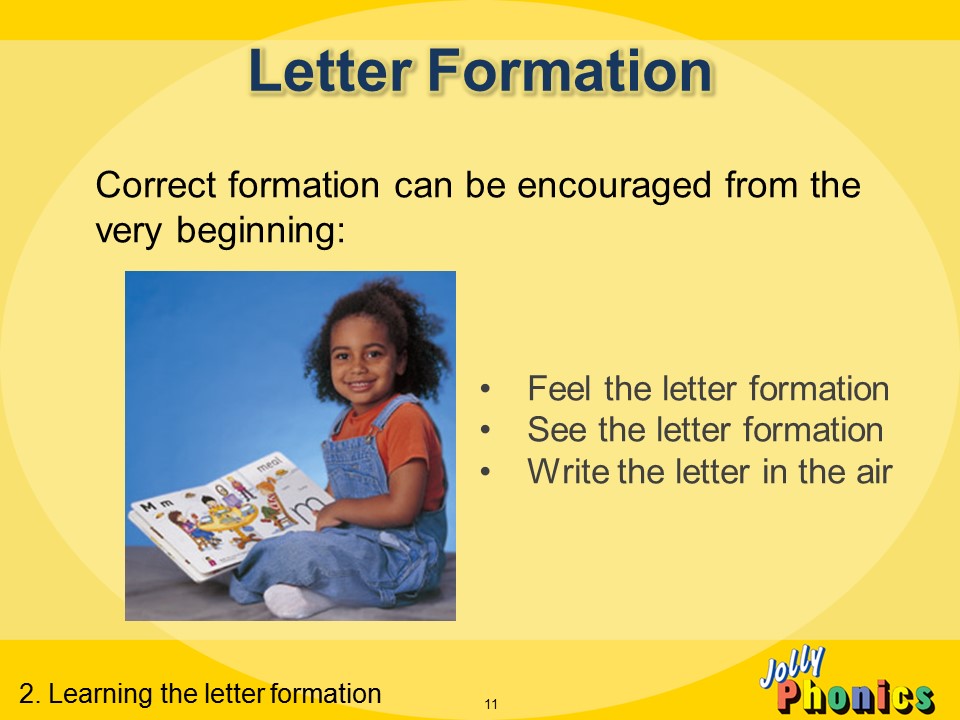 Letter Formation
Correct formation can be encouraged from the
very beginning:
• Feel the letter formation
• See the letter formation
• Write the letter in the air
M m
meal
m
2. Learning the letter formation
11
Jolly
Phonics